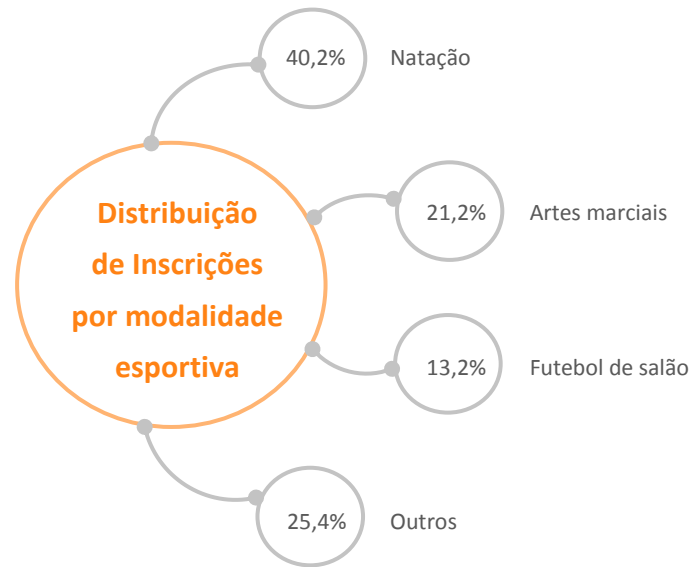 40,2% Natação
Distribuição
de Inscrições
por modalidade
esportiva
21,2% Artes marciais
13,2% Futebol de salão
25,4% Outros